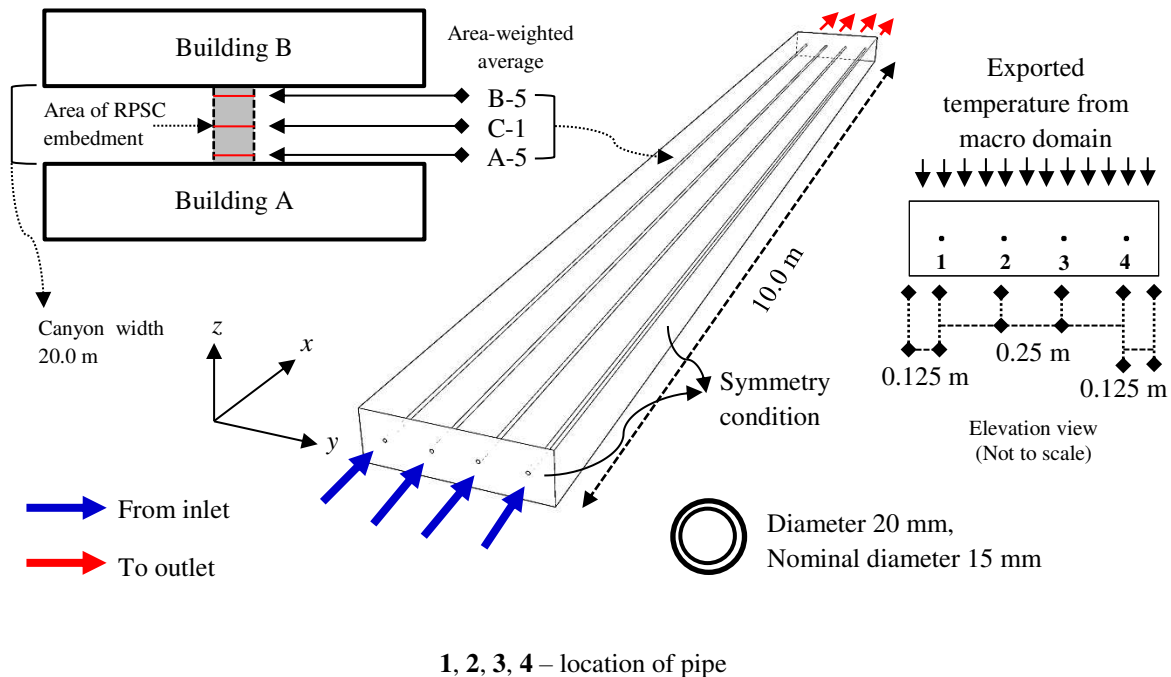 Building B
Area-weighted
average
B-5
C-1
A-5
Area of RPSC
embedment
Building A
Canyon width
20.0 m
z
x
y
10.0 m
Symmetry
condition
Exported
temperature from
macro domain
1 2 3 4
0.25 m
0.125 m
0.125 m
Elevation view
(Not to scale)
From inlet
To outlet
Diameter 20 mm,
Nominal diameter 15 mm
1, 2, 3, 4 – location of pipe